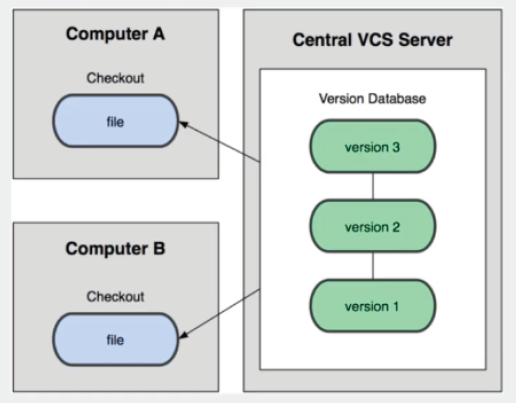 Computer A
Checkout
file
Computer B
Checkout
file
Central VCS Server
Version Database
version 3
version 2
version 1